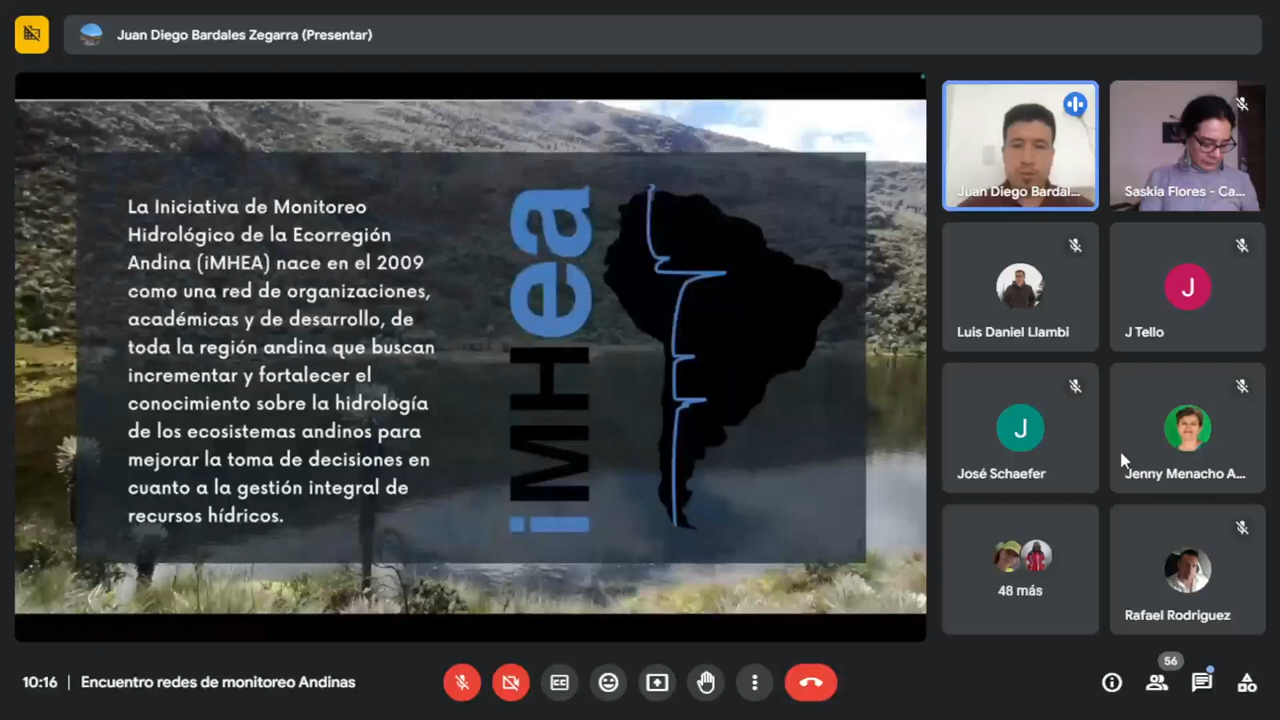 Juan Diego Bardales Zegarra (Presentar)
La Iniciativa de Monitoreo
Hidrológico de la Ecorregión
Andina (iMHEA) nace en el 2009
como una red de organizaciones,
académicas y de desarrollo, de
toda la región andina que buscan
incrementar y fortalecer el
conocimiento sobre la hidrología
de los ecosistemas andinos para
mejorar la toma de decisiones en
cuanto a la gestión integral de
recursos hídricos.
iMHea
Juan Diego Bardal...
Saskia Flores - Ca...
Luis Daniel Llambi
J
J Tello
J
José Schaefer
Jenny Menacho A...
48 más
Rafael Rodriguez
10:16 | Encuentro redes de monitoreo Andinas
CC
56